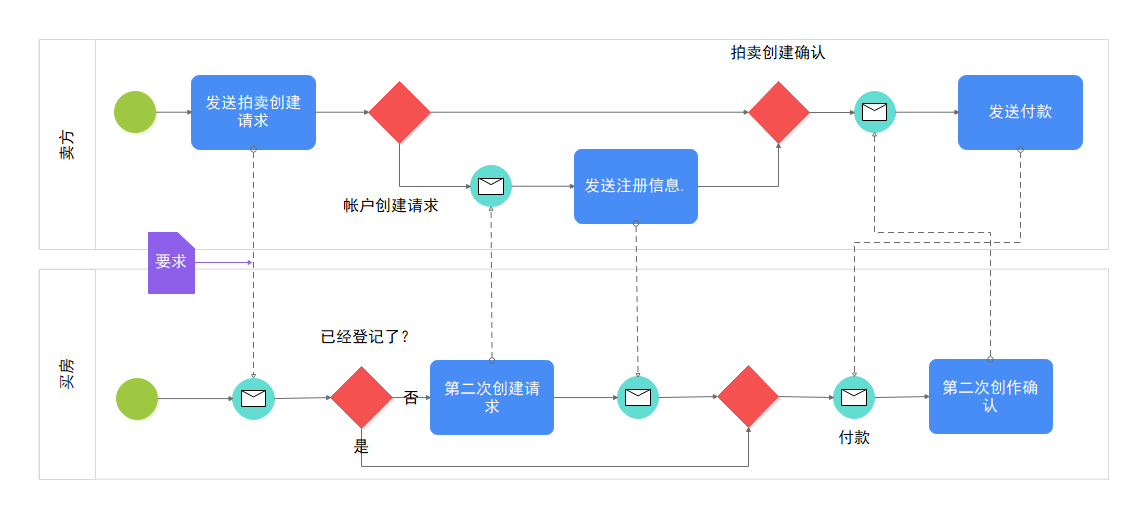 拍卖创建确认
卖方
发送拍卖创建
请求
发送付款
发送注册信息.
帐户创建请求
要求
买房
已经登记了?
否
是
第二次创建请
求
付款
第二次创作确
认